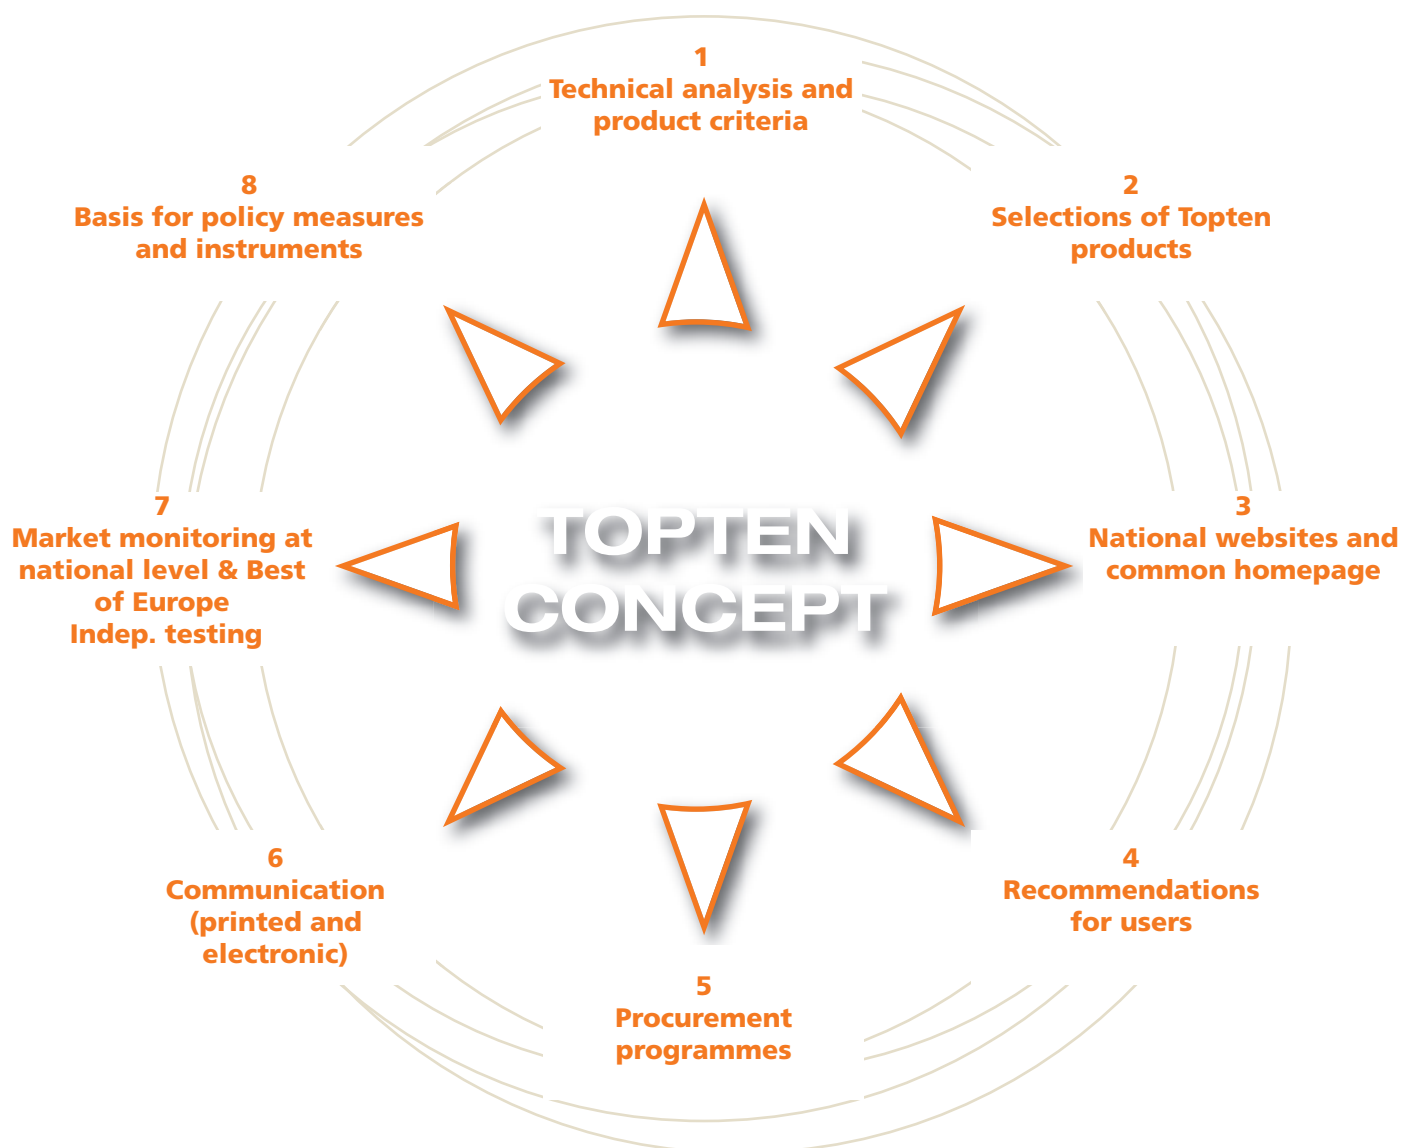 1
Technical analysis and
product criteria
2
Selections of Topten
products
3
National websites and
common homepage
4
Recommendations
for users
5
Procurement
programmes
6
Communication
(printed and
electronic)
7
Market monitoring at
national level & Best
of Europe
Indep. testing
8
Basis for policy measures
and instruments
TOPTEN
CONCEPT